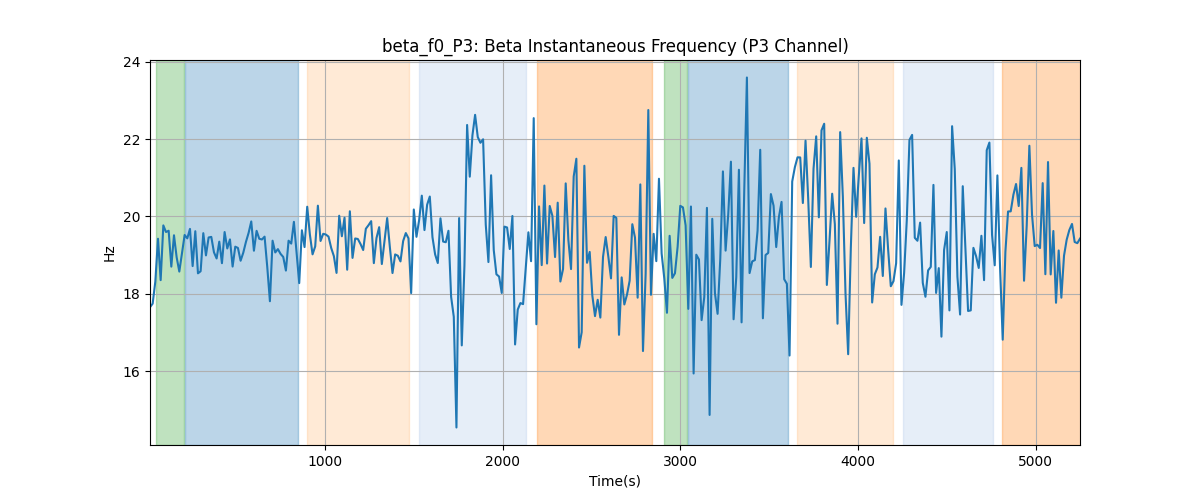 beta_f0_P3: Beta Instantaneous Frequency (P3 Channel)
24
22
20
18
16
Hz
1000 2000 3000 4000 5000
Time(s)